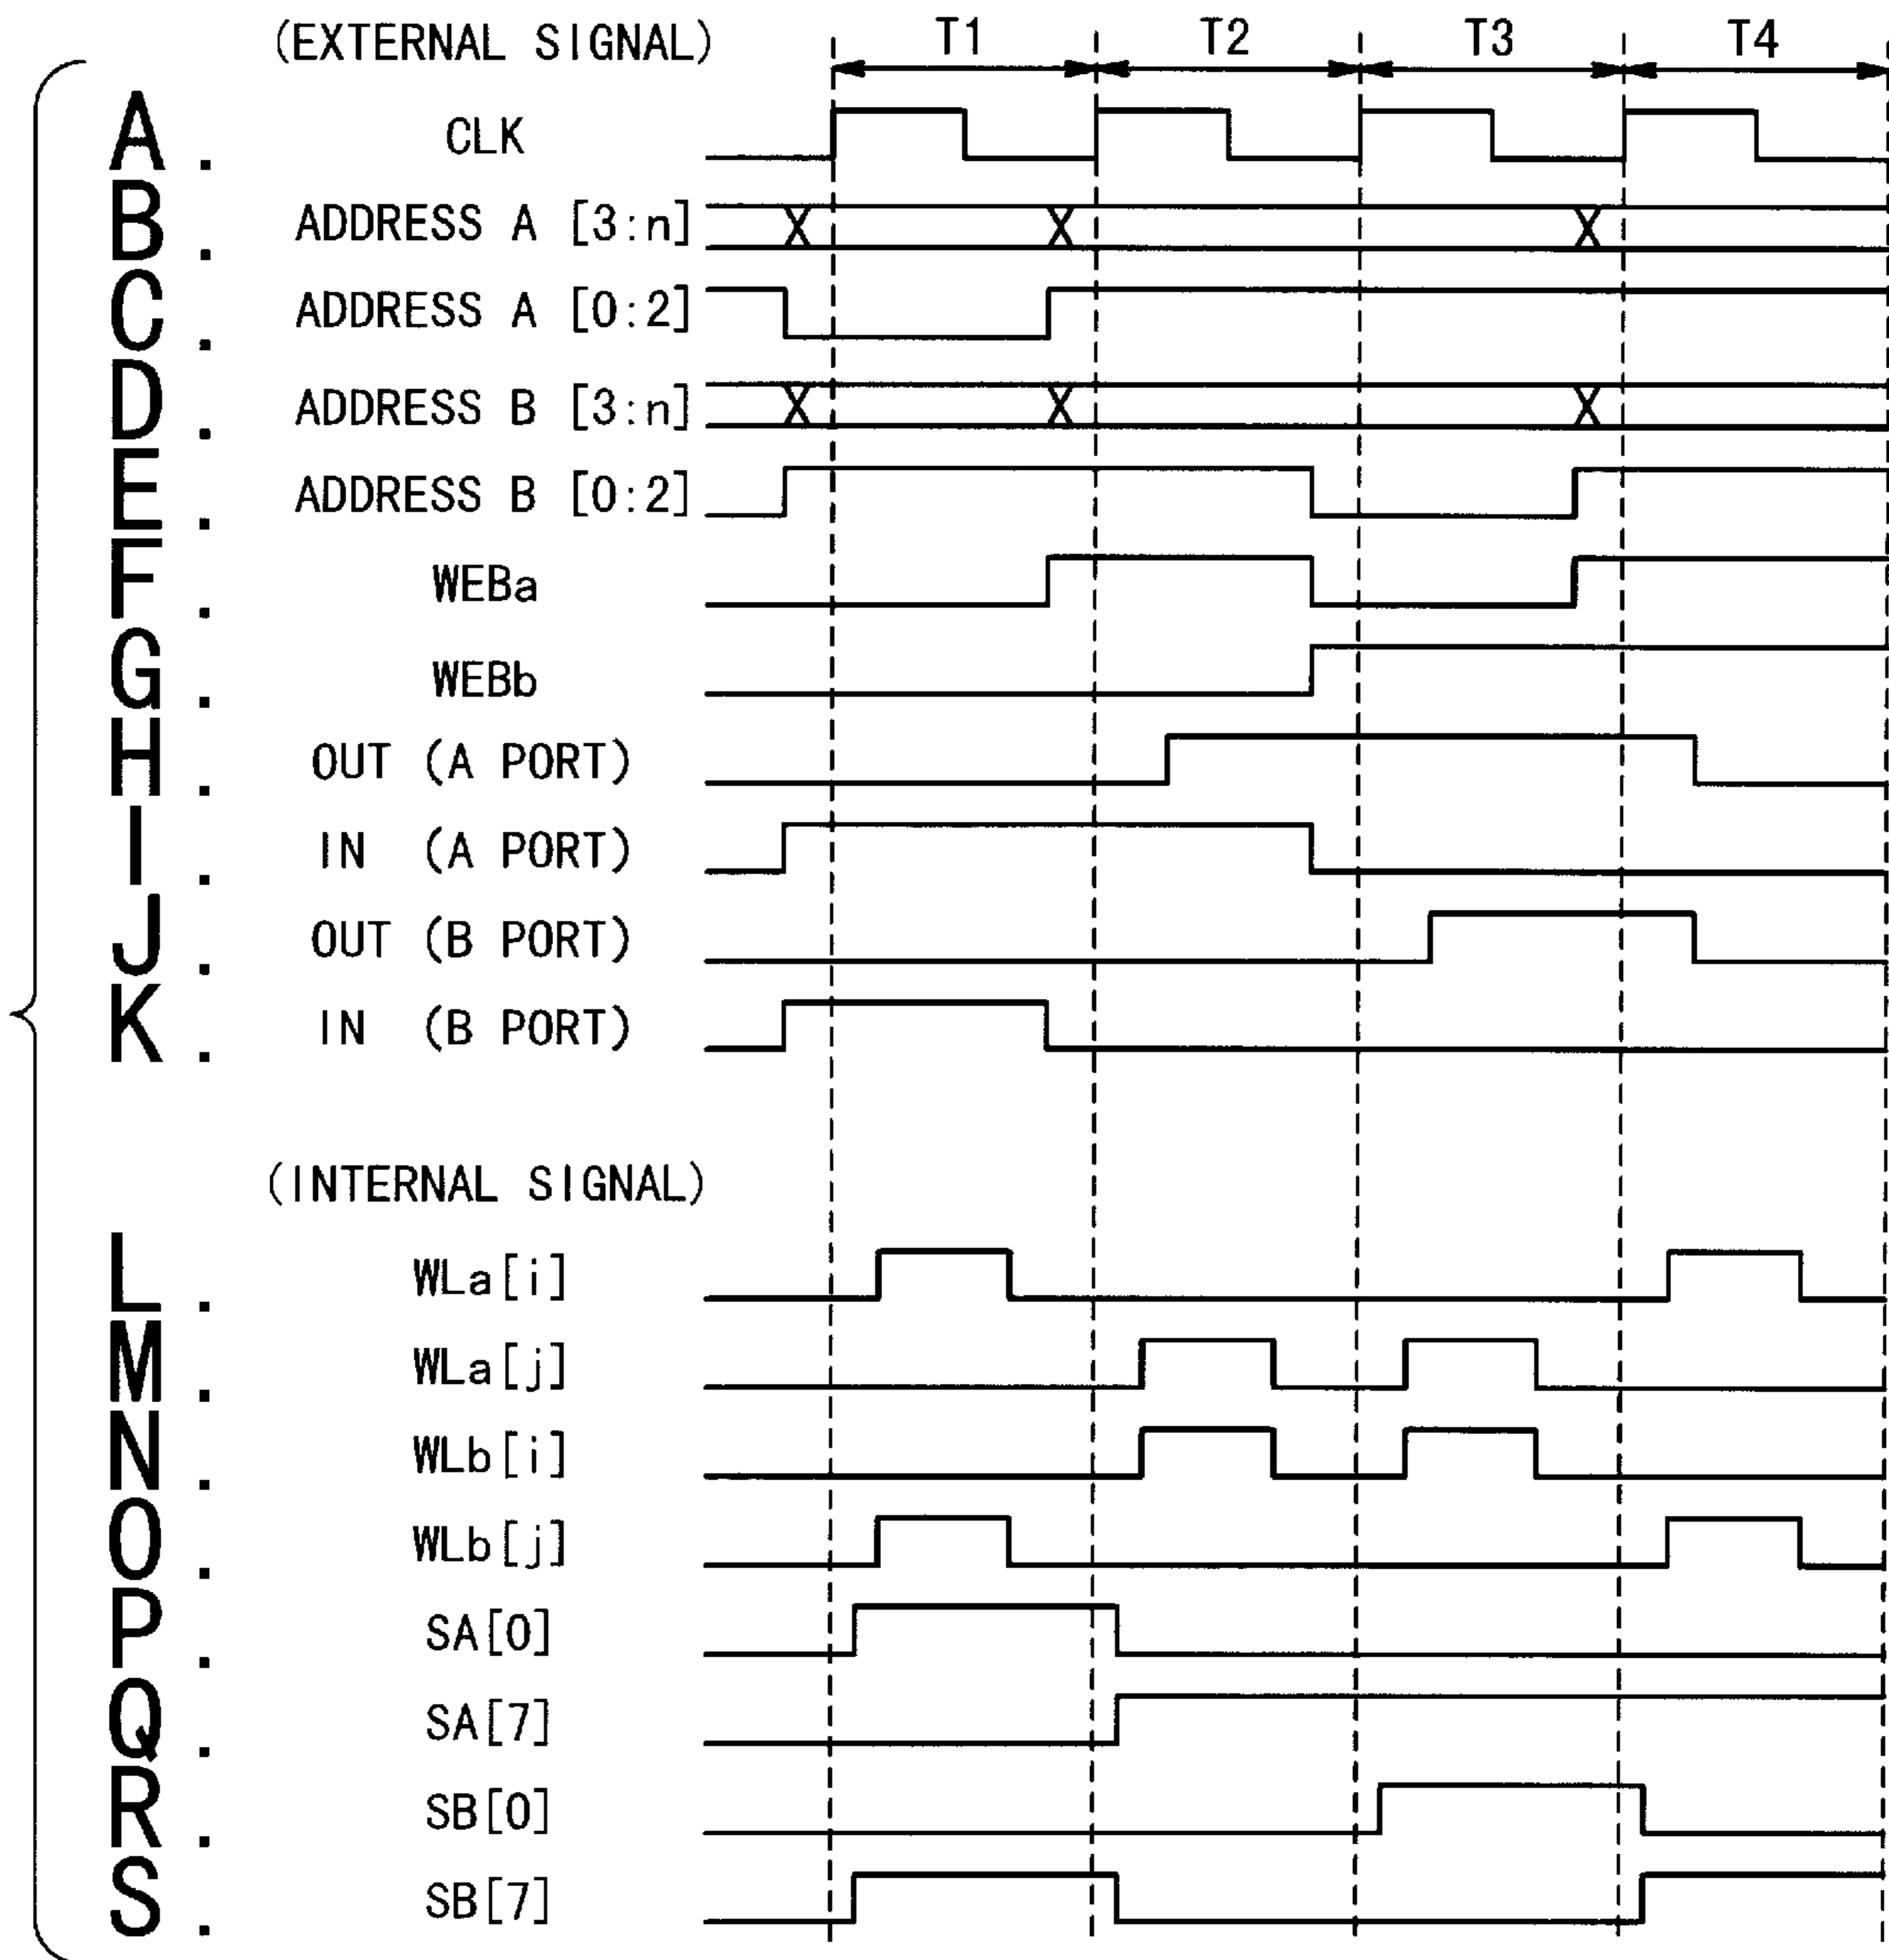 (EXTERNAL SIGNAL) T1 T2 T3 T4
A. CLK
B. ADDRESS A [3:n]
C. ADDRESS A [0:2]
D. ADDRESS B [3:n]
E. ADDRESS B [0:2]
F. WEBa
G. WEBb
H. OUT (A PORT)
I. IN (A PORT)
J. OUT (B PORT)
K. IN (B PORT)
(INTERNAL SIGNAL)
L. WLa[i]
M. WLa[j]
N. WLb[i]
O. WLb[j]
P. SA[0]
Q. SA[7]
R. SB[0]
S. SB[7]